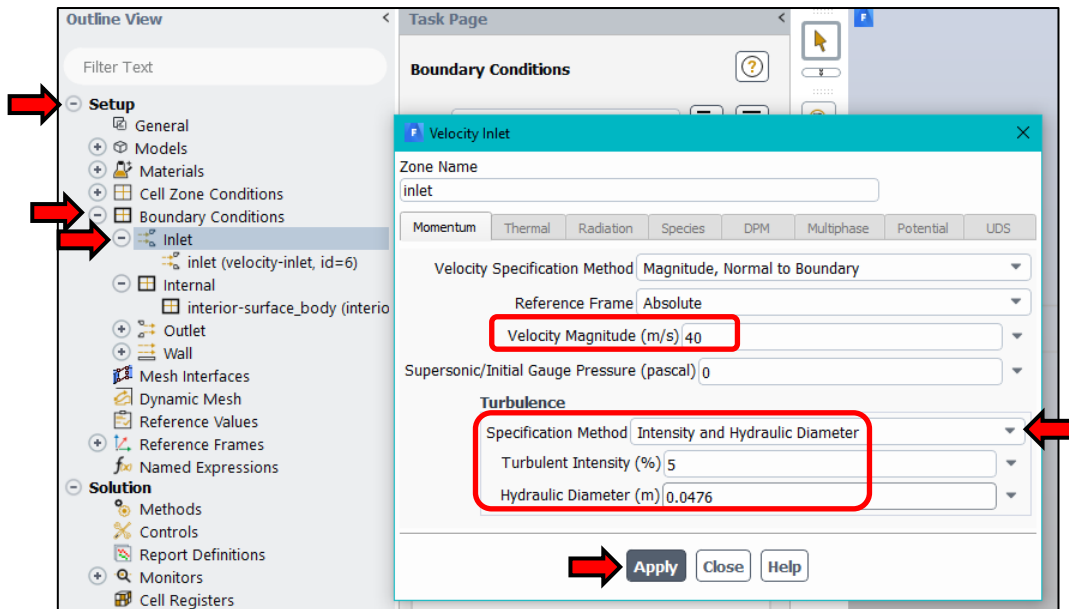 Outline View
Filter Text
Setup
General
Models
Materials
Cell Zone Conditions
Boundary Conditions
Inlet
inlet (velocity-inlet, id=6)
Internal
interior-surface_body (interio
Outlet
Wall
Mesh Interfaces
Dynamic Mesh
Reference Values
Reference Frames
Named Expressions
Solution
Methods
Controls
Report Definitions
Monitors
Cell Registers
Task Page
Boundary Conditions
Velocity Inlet
Zone Name
inlet
Momentum Thermal Radiation Species DPM Multiphase Potential UDS
Velocity Specification Method Magnitude, Normal to Boundary
Reference Frame Absolute
Velocity Magnitude (m/s) 40
Supersonic/Initial Gauge Pressure (pascal) 0
Turbulence
Specification Method Intensity and Hydraulic Diameter
Turbulent Intensity (%) 5
Hydraulic Diameter (m) 0.0476
Apply Close Help